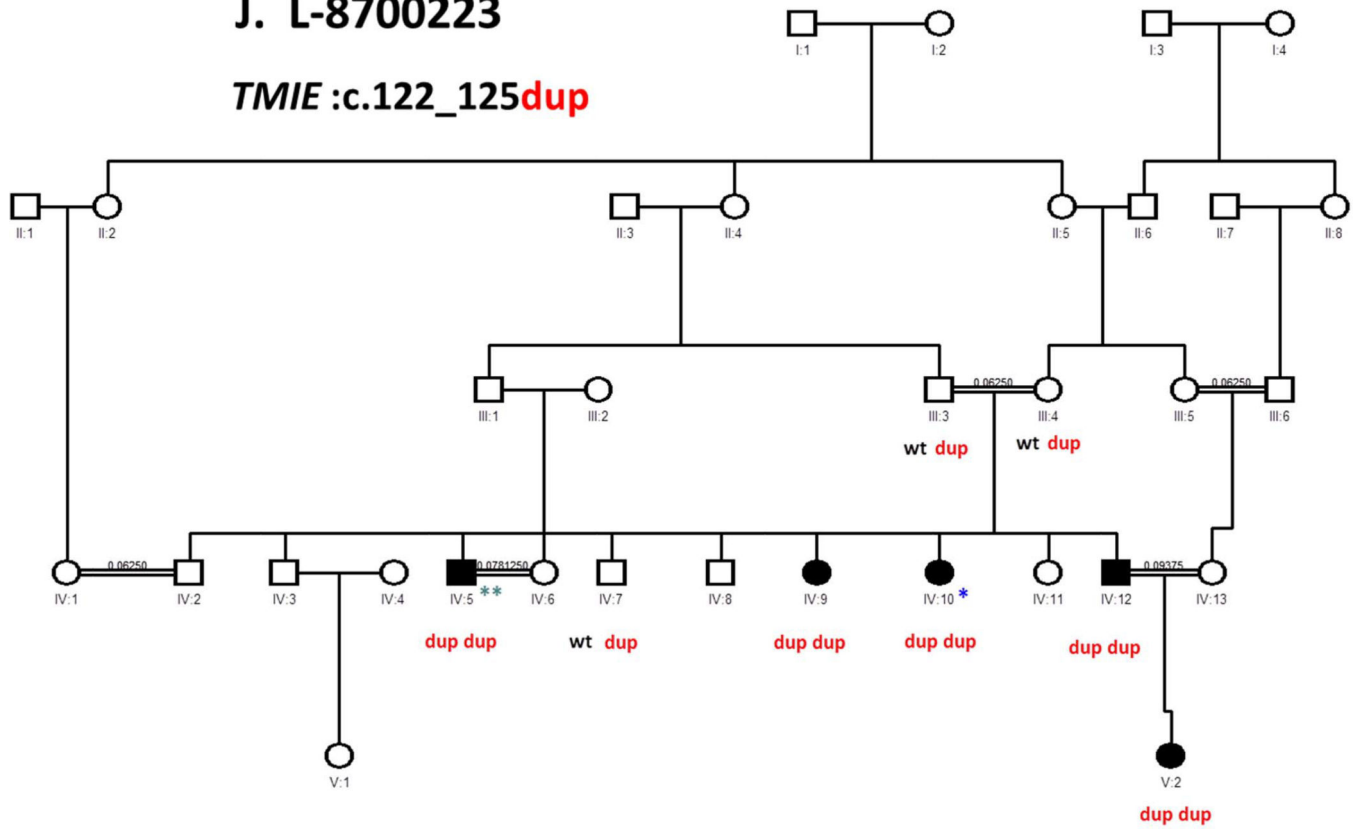 J. L-8700223
TMIE :c.122_125dup
I:1 I:2 I:3 I:4
II:1 II:2 II:3 II:4 II:5 II:6 II:7 II:8
0.06250 0.06250
III:1 III:2 III:3 III:4 III:5 III:6
wt dup wt dup
0.06250 0.0781250 0.09375
IV:1 IV:2 IV:3 IV:4 IV:5 ** IV:6 IV:7 IV:8 IV:9 IV:10 * IV:11 IV:12 IV:13
dup dup wt dup dup dup dup dup dup dup
V:1 V:2
dup dup